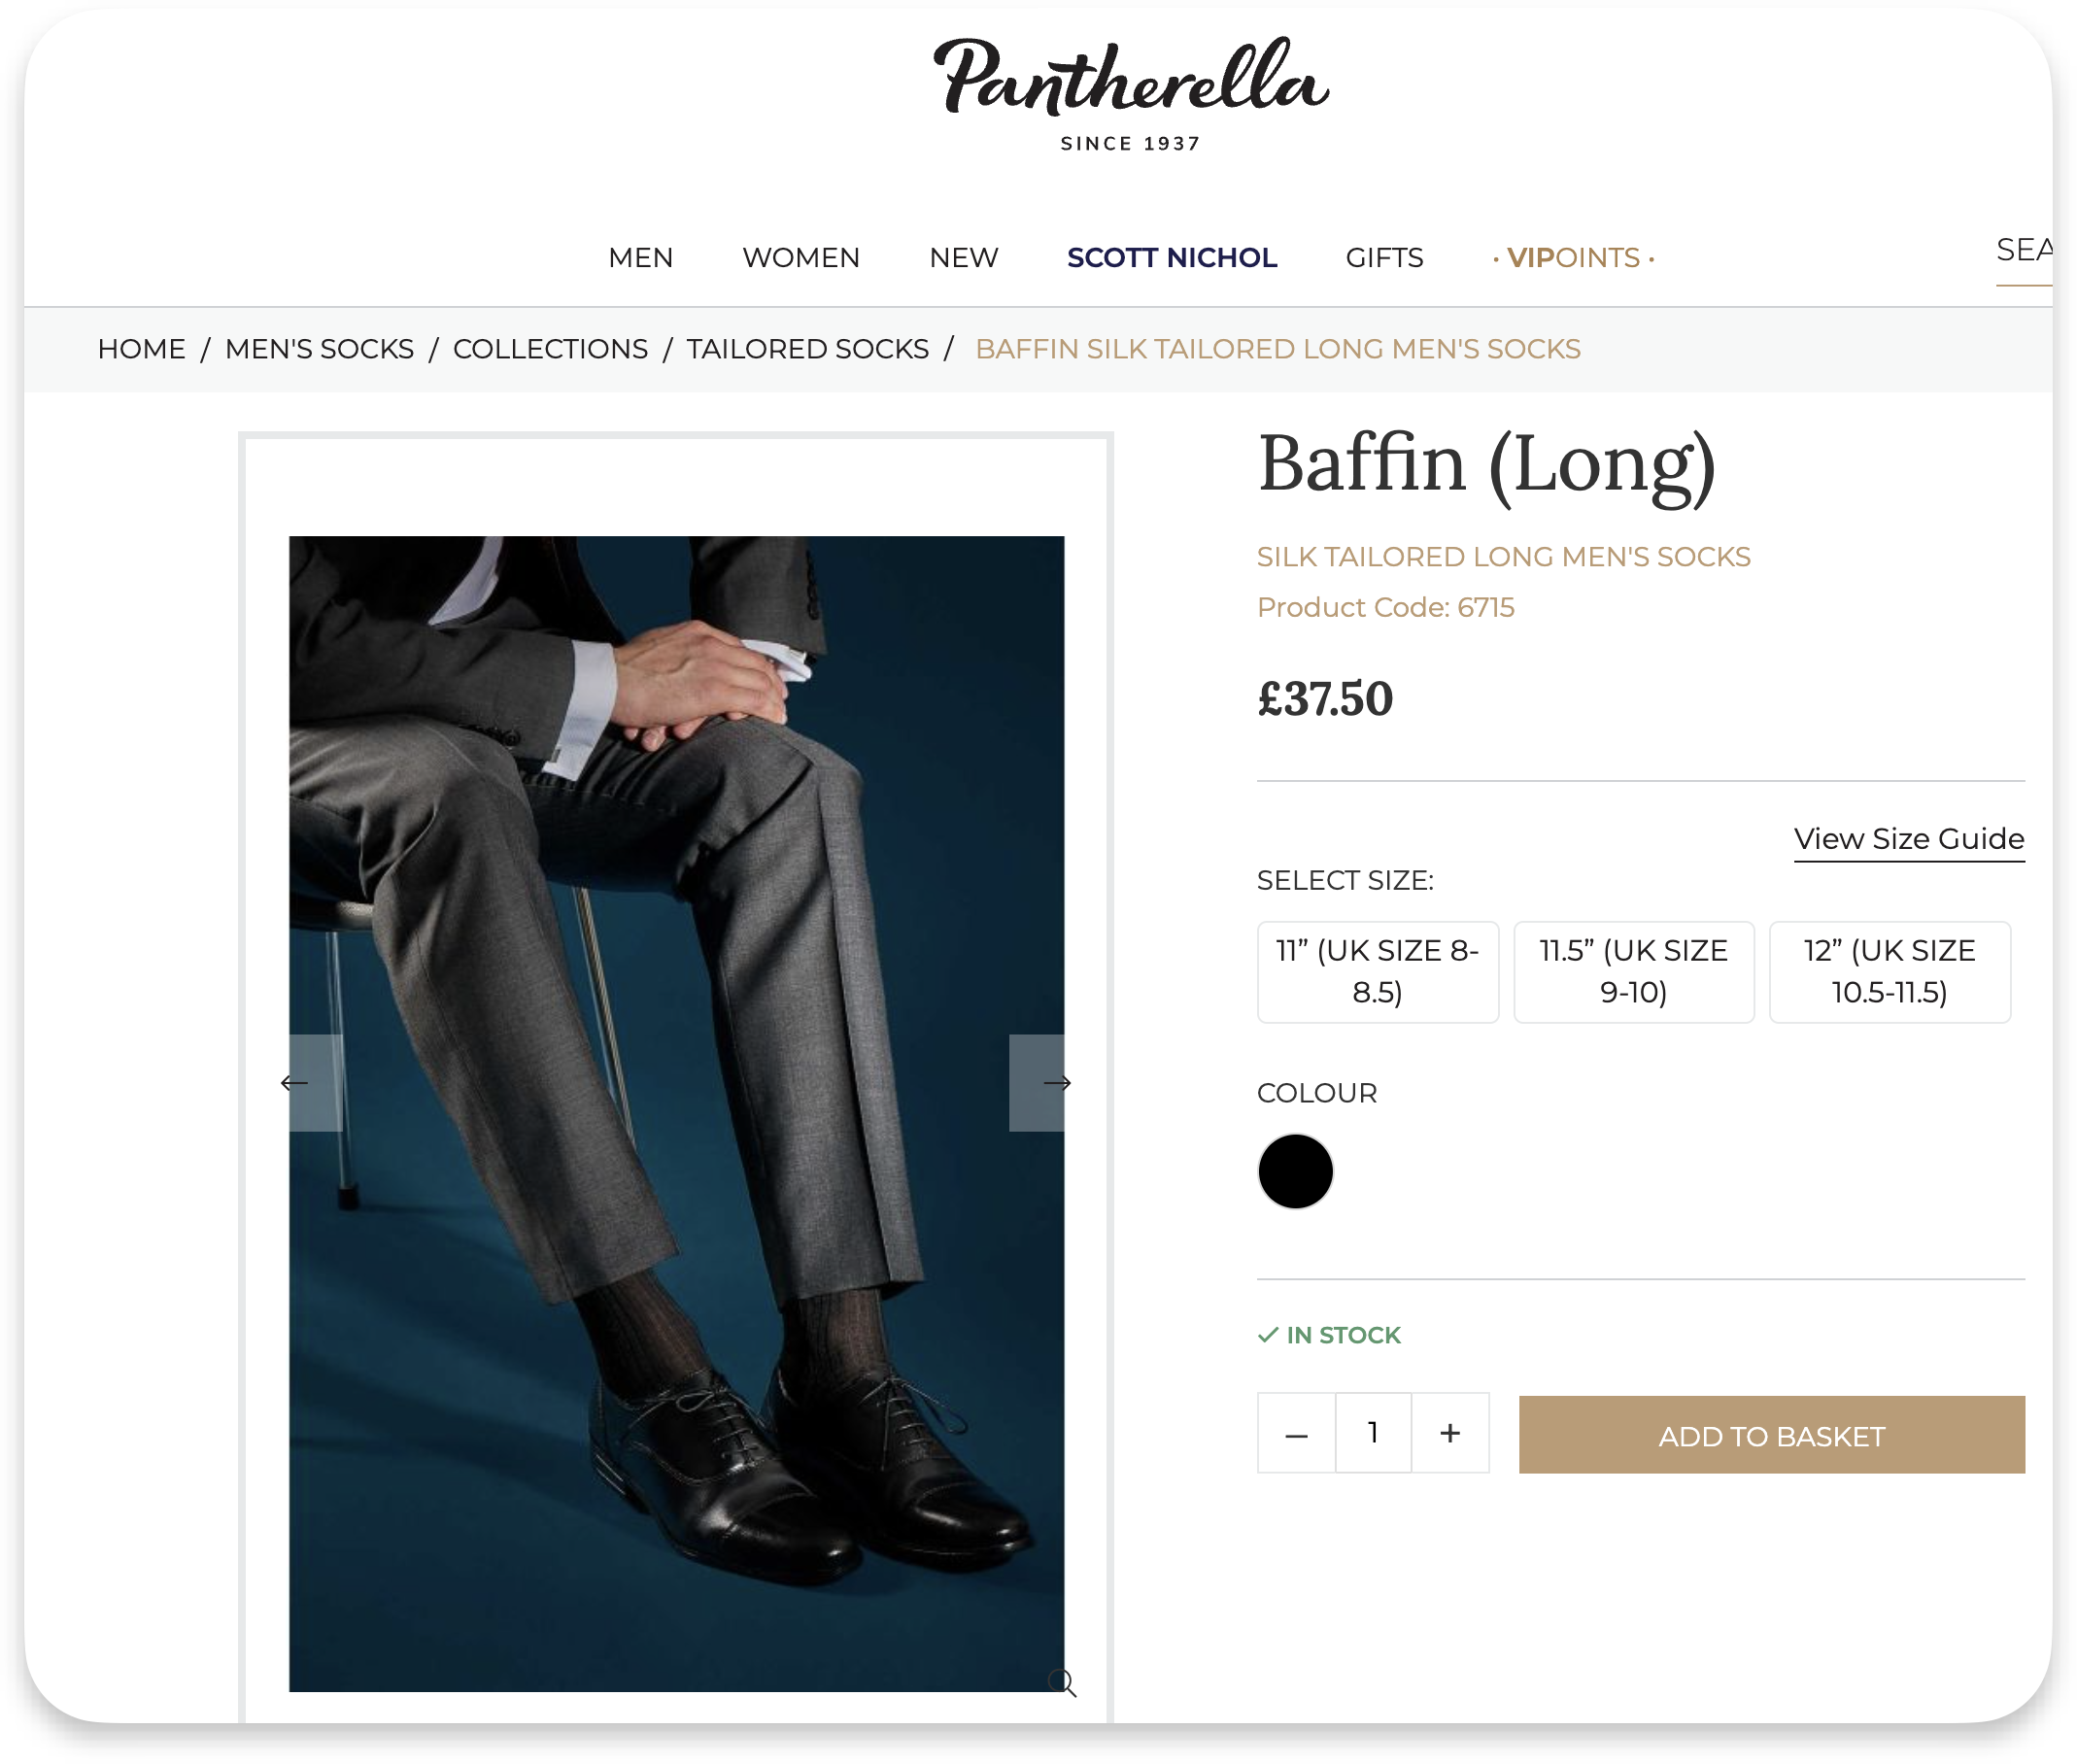 Pantherella
SINCE 1937
MEN WOMEN NEW SCOTT NICHOL GIFTS · VIPOINTS ·
HOME / MEN'S SOCKS / COLLECTIONS / TAILORED SOCKS / BAFFIN SILK TAILORED LONG MEN'S SOCKS
Baffin (Long)
SILK TAILORED LONG MEN'S SOCKS
Product Code: 6715
£37.50
View Size Guide
SELECT SIZE:
11” (UK SIZE 8-
8.5)
11.5” (UK SIZE
9-10)
12” (UK SIZE
10.5-11.5)
COLOUR
✓ IN STOCK
– 1 +
ADD TO BASKET